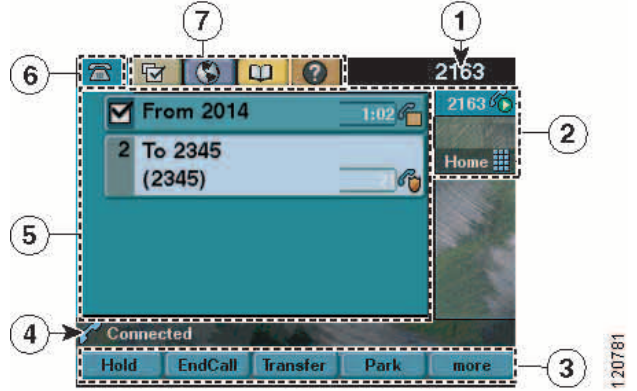 7
1
6
?
2163
From 2014
1:02
2163
2
2 To 2345
(2345)
Home
5
4
Connected
Hold
EndCall
Transfer
Park
more
3
120781